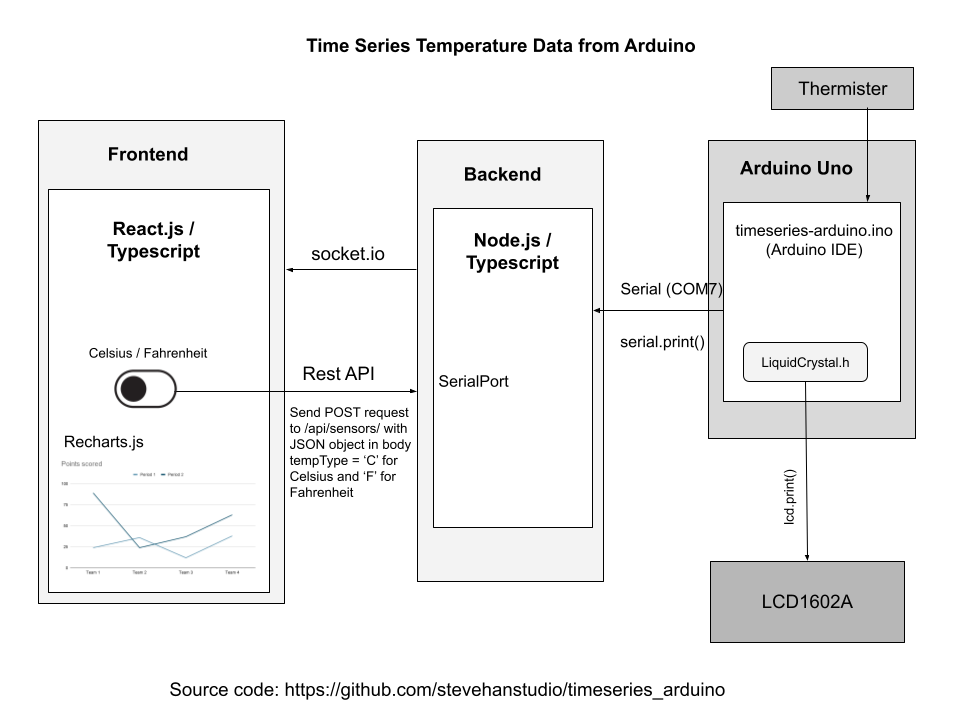 Time Series Temperature Data from Arduino
Thermister
Frontend
React.js /
Typescript
Celsius / Fahrenheit
Recharts.js
Points scored
Period 1
Period 2
100
75
50
25
0
Team 1
Team 2
Team 3
Team 4
socket.io
Rest API
Send POST request
to /api/sensors/ with
JSON object in body
tempType = ‘C’ for
Celsius and ‘F’ for
Fahrenheit
Backend
Node.js /
Typescript
SerialPort
Serial (COM7)
serial.print()
Arduino Uno
timeseries-arduino.ino
(Arduino IDE)
LiquidCrystal.h
lcd.print()
LCD1602A
Source code: https://github.com/stevehanstudio/timeseries_arduino